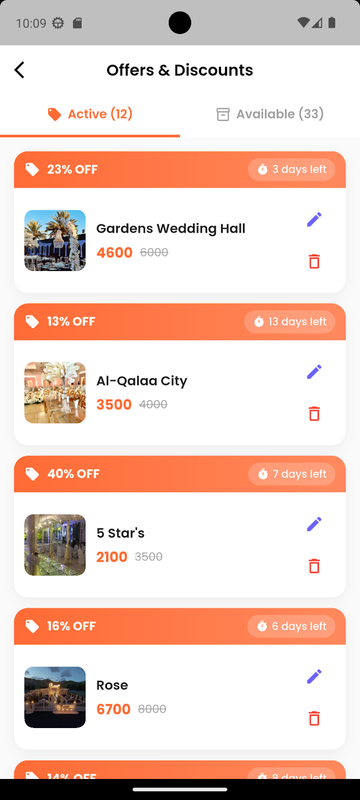 10:09
Offers & Discounts
Active (12)
Available (33)
23% OFF
3 days left
Gardens Wedding Hall
4600 6000
13% OFF
13 days left
Al-Qalaa City
3500 4000
40% OFF
7 days left
5 Star's
2100 3500
16% OFF
6 days left
Rose
6700 8000
14% OFF
8 days left